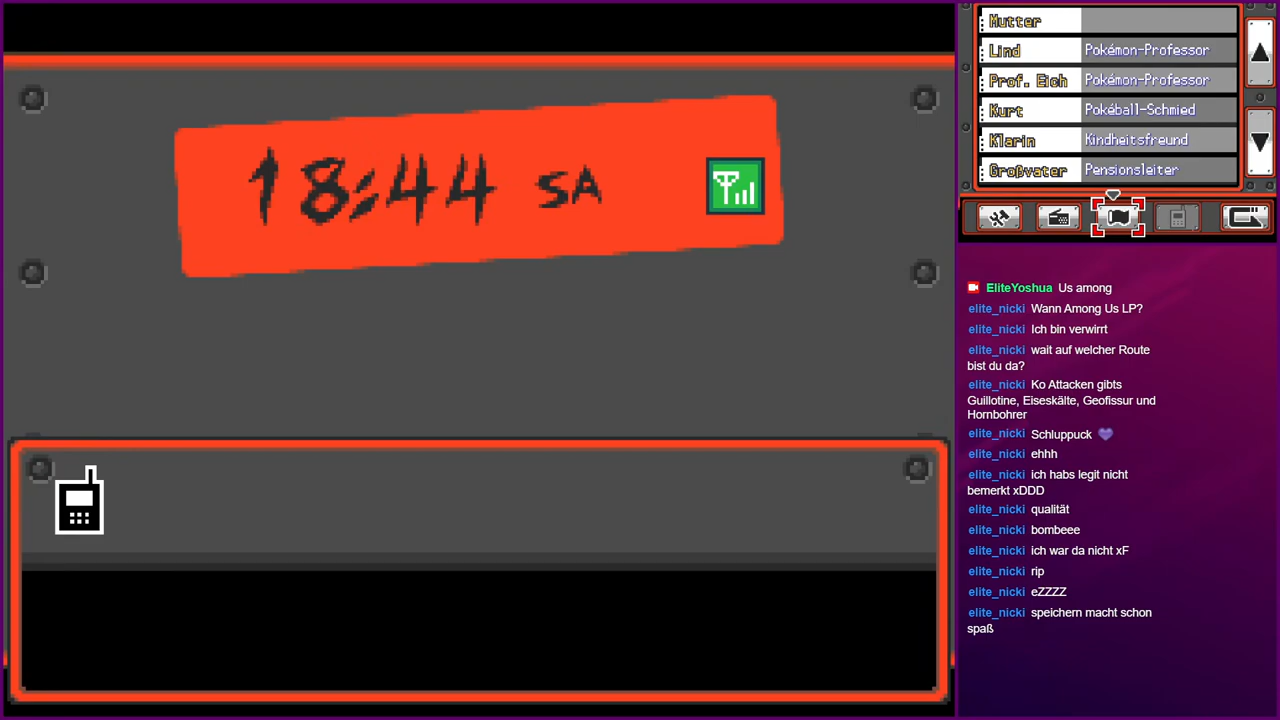 18:44 SA
Mutter
Lind Pokémon-Professor
Prof. Eich Pokémon-Professor
Kurt Pokéball-Schmied
Klarin Kindheitsfreund
Großvater Pensionsleiter
EliteYoshua Us among
elite_nicki Wann Among Us LP?
elite_nicki Ich bin verwirrt
elite_nicki wait auf welcher Route
bist du da?
elite_nicki Ko Attacken gibts
Guillotine, Eiseskälte, Geofissur und
Hornbohrer
elite_nicki Schluppuck 💜
elite_nicki ehhh
elite_nicki ich habs legit nicht
bemerkt xDDD
elite_nicki qualität
elite_nicki bombeee
elite_nicki ich war da nicht xF
elite_nicki rip
elite_nicki eZZZZ
elite_nicki speichern macht schon
spaß